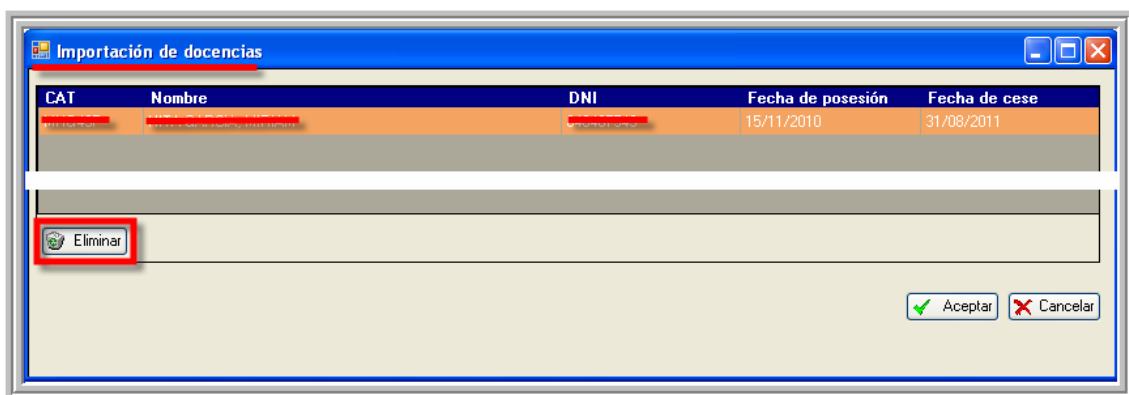 Importación de docencias
CAT Nombre DNI Fecha de posesión Fecha de cese
15/11/2010 31/08/2011
Eliminar
Aceptar Cancelar